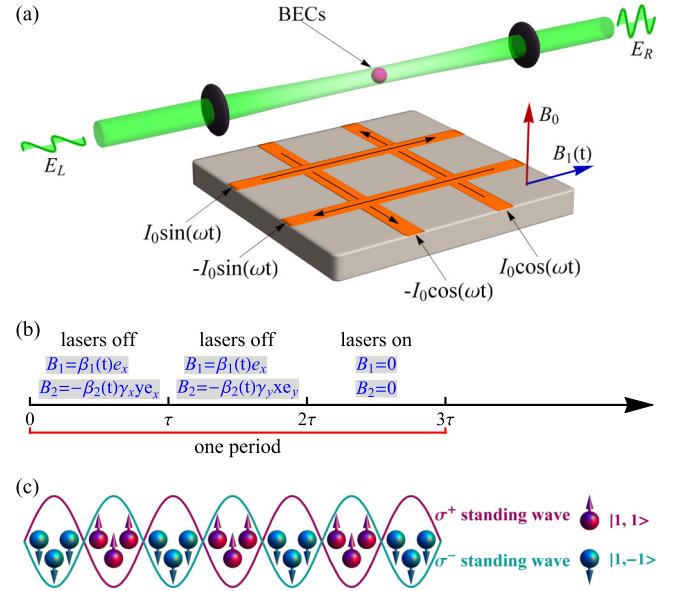 (a)
BECs
E_R
E_L
B_0
B_1(t)
I_0sin(ωt)
-I_0sin(ωt)
-I_0cos(ωt)
I_0cos(ωt)
(b)
lasers off lasers off lasers on
B_1=β_1(t)e_x B_1=β_1(t)e_x B_1=0
B_2=−β_2(t)γ_xye_x B_2=−β_2(t)γ_yxe_y B_2=0
0 τ 2τ 3τ
one period
(c)
σ^+ standing wave |1, 1>
σ^− standing wave |1,−1>